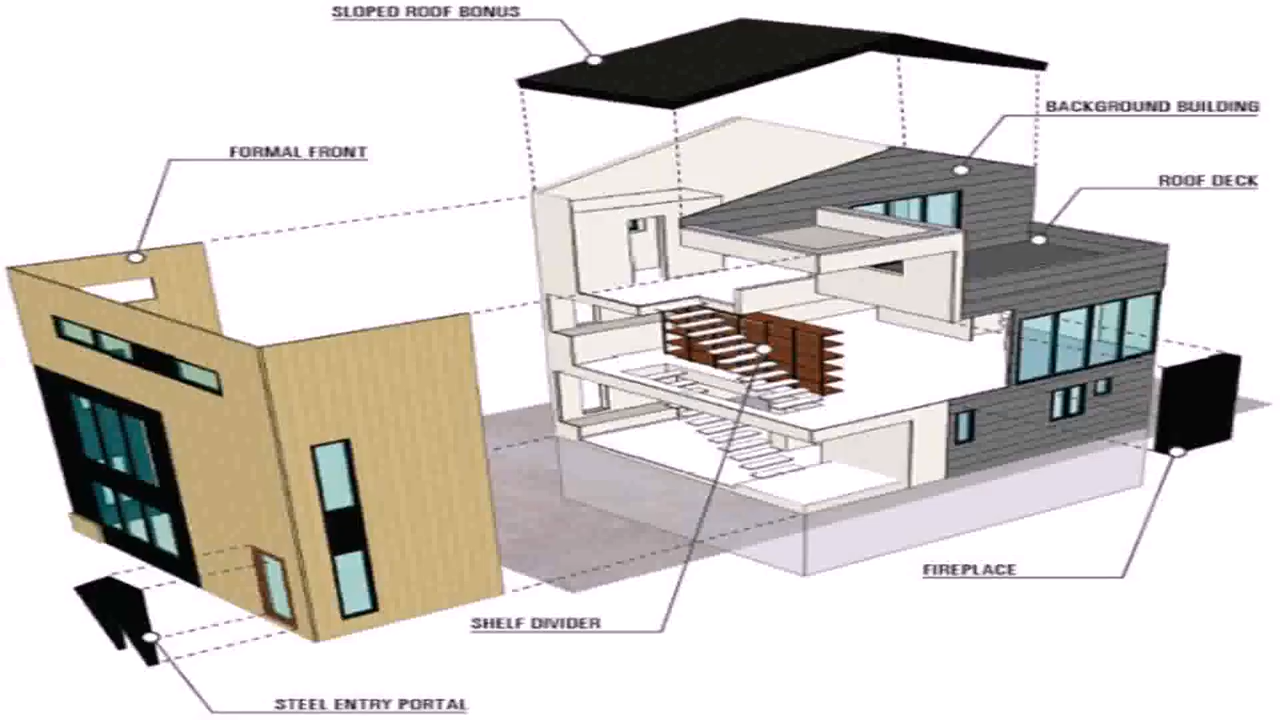 SLOPED ROOF BONUS
BACKGROUND BUILDING
FORMAL FRONT
ROOF DECK
FIREPLACE
SHELF DIVIDER
STEEL ENTRY PORTAL